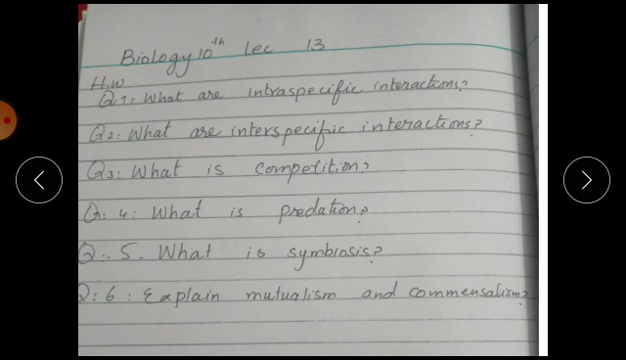 Biology 10th lec 13
H.w
Q1: What are intraspecific interactions?
Q2: What are interspecific interactions?
Q3: What is competition?
Q: 4: What is predation?
Q: 5. What is symbiosis?
Q: 6: Explain mutualism and commensalism?